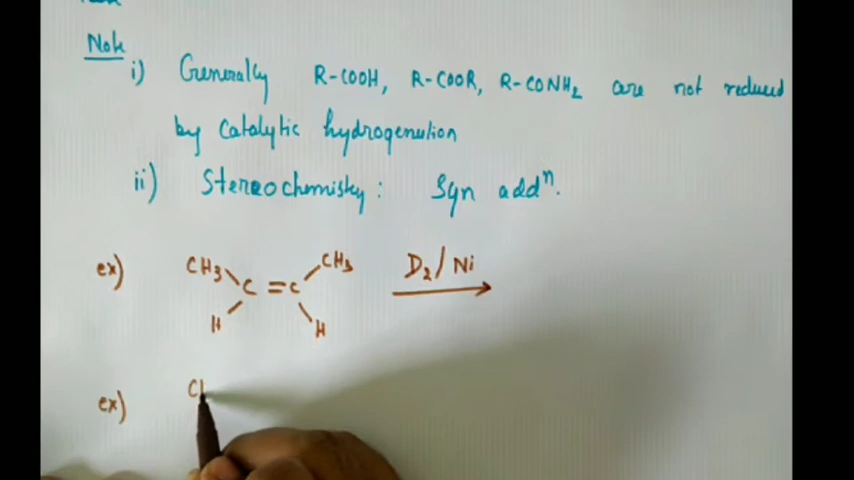 Note
i) Generally R-COOH, R-COOR, R-CONH2 are not reduced
by Catalytic hydrogenation
ii) Stereochemistry : Syn addn.
ex) CH3 CH3 D2/Ni
C = C
H H
ex) CH